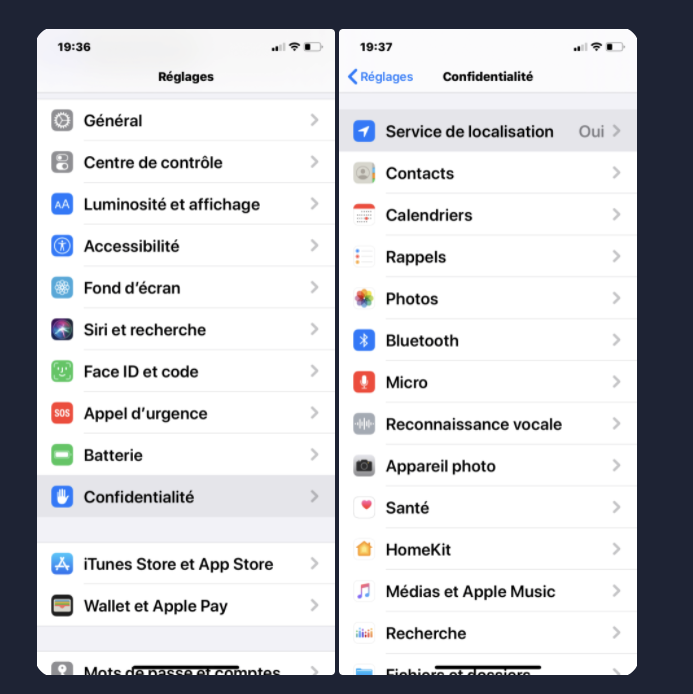 19:36
Réglages
Général
Centre de contrôle
AA Luminosité et affichage
Accessibilité
Fond d’écran
Siri et recherche
Face ID et code
SOS Appel d’urgence
Batterie
Confidentialité
iTunes Store et App Store
Wallet et Apple Pay
Mots de passe et comptes
19:37
Réglages Confidentialité
Service de localisation Oui
Contacts
Calendriers
Rappels
Photos
Bluetooth
Micro
Reconnaissance vocale
Appareil photo
Santé
HomeKit
Médias et Apple Music
Recherche
Fichiers et dossiers